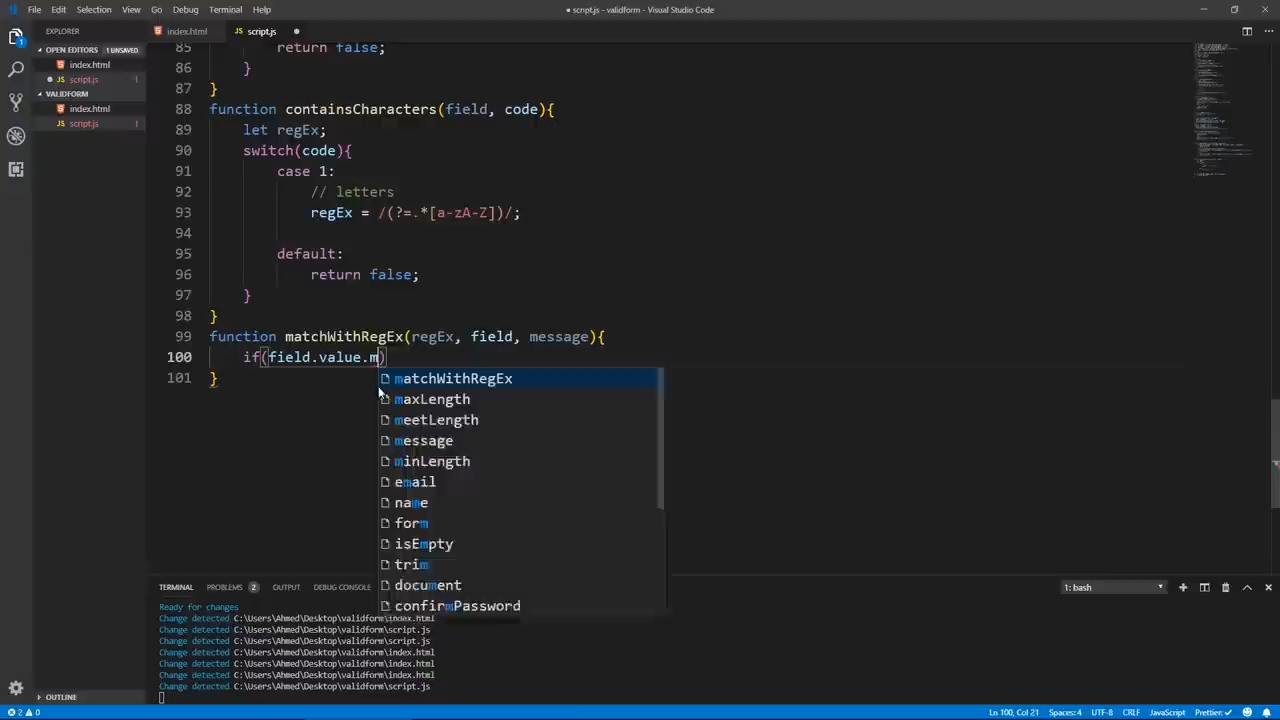 File Edit Selection View Go Debug Terminal Help
● script.js - validform - Visual Studio Code
EXPLORER
index.html
script.js
OPEN EDITORS 1 UNSAVED
index.html
script.js 1
VALIDFORM
index.html
script.js 1
OUTLINE
85 return false;
86 }
87 }
88 function containsCharacters(field, code){
89 let regEx;
90 switch(code){
91 case 1:
92 // letters
93 regEx = /(?=.*[a-zA-Z])/;
94
95 default:
96 return false;
97 }
98 }
99 function matchWithRegEx(regEx, field, message){
100 if(field.value.m)
101 }
matchWithRegEx
maxLength
meetLength
message
minLength
email
name
form
isEmpty
trim
document
confirmPassword
TERMINAL PROBLEMS 2 OUTPUT DEBUG CONSOLE
1: bash
Ready for changes
Change detected C:\Users\Ahmed\Desktop\validform\index.html
Change detected C:\Users\Ahmed\Desktop\validform\script.js
Change detected C:\Users\Ahmed\Desktop\validform\script.js
Change detected C:\Users\Ahmed\Desktop\validform\index.html
Change detected C:\Users\Ahmed\Desktop\validform\index.html
Change detected C:\Users\Ahmed\Desktop\validform\index.html
Change detected C:\Users\Ahmed\Desktop\validform\script.js
2 0
Ln 100, Col 21 Spaces: 4 UTF-8 CRLF JavaScript Prettier: ✓